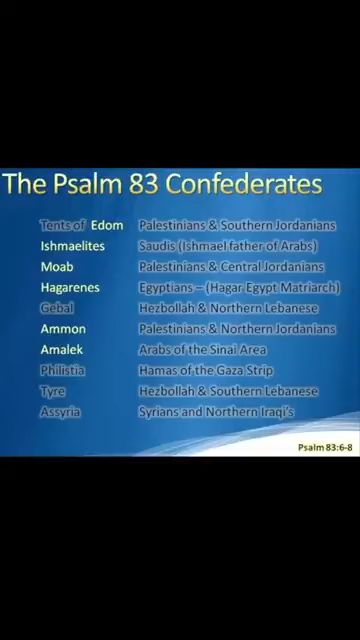 The Psalm 83 Confederates
Tents of Edom Palestinians & Southern Jordanians
Ishmaelites Saudis (Ishmael father of Arabs)
Moab Palestinians & Central Jordanians
Hagarenes Egyptians – (Hagar Egypt Matriarch)
Gebal Hezbollah & Northern Lebanese
Ammon Palestinians & Northern Jordanians
Amalek Arabs of the Sinai Area
Philistia Hamas of the Gaza Strip
Tyre Hezbollah & Southern Lebanese
Assyria Syrians and Northern Iraqi's
Psalm 83:6-8